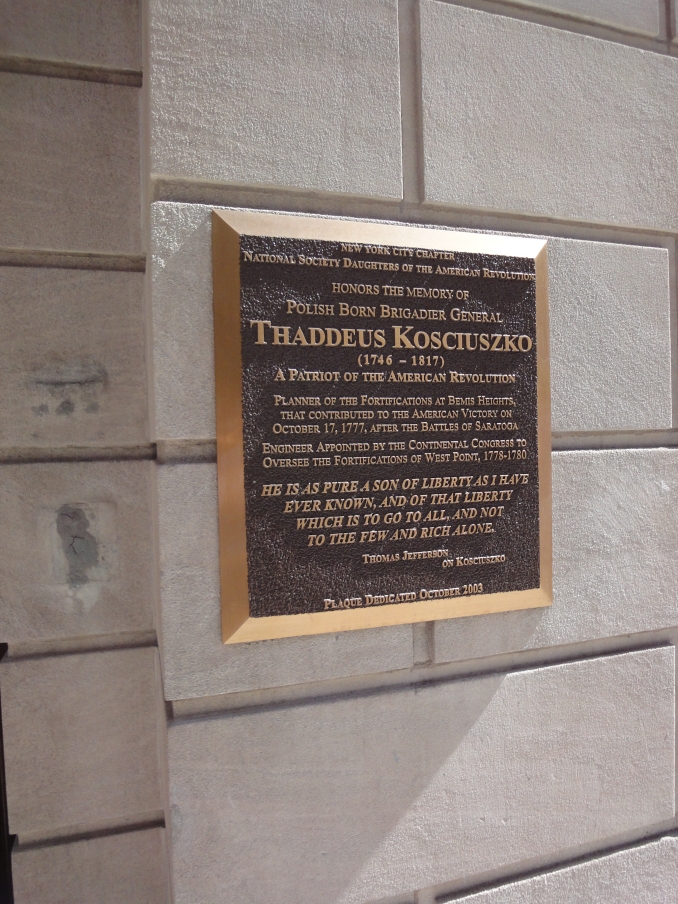 NEW YORK CITY CHAPTER
NATIONAL SOCIETY DAUGHTERS OF THE AMERICAN REVOLUTION
HONORS THE MEMORY OF
POLISH BORN BRIGADIER GENERAL
THADDEUS KOSCIUSZKO
(1746 – 1817)
A PATRIOT OF THE AMERICAN REVOLUTION
PLANNER OF THE FORTIFICATIONS AT BEMIS HEIGHTS,
THAT CONTRIBUTED TO THE AMERICAN VICTORY ON
OCTOBER 17, 1777, AFTER THE BATTLES OF SARATOGA
ENGINEER APPOINTED BY THE CONTINENTAL CONGRESS TO
OVERSEE THE FORTIFICATIONS OF WEST POINT, 1778-1780
HE IS AS PURE A SON OF LIBERTY AS I HAVE
EVER KNOWN, AND OF THAT LIBERTY
WHICH IS TO GO TO ALL, AND NOT
TO THE FEW AND RICH ALONE.
THOMAS JEFFERSON
ON KOSCIUSZKO
PLAQUE DEDICATED OCTOBER 2003